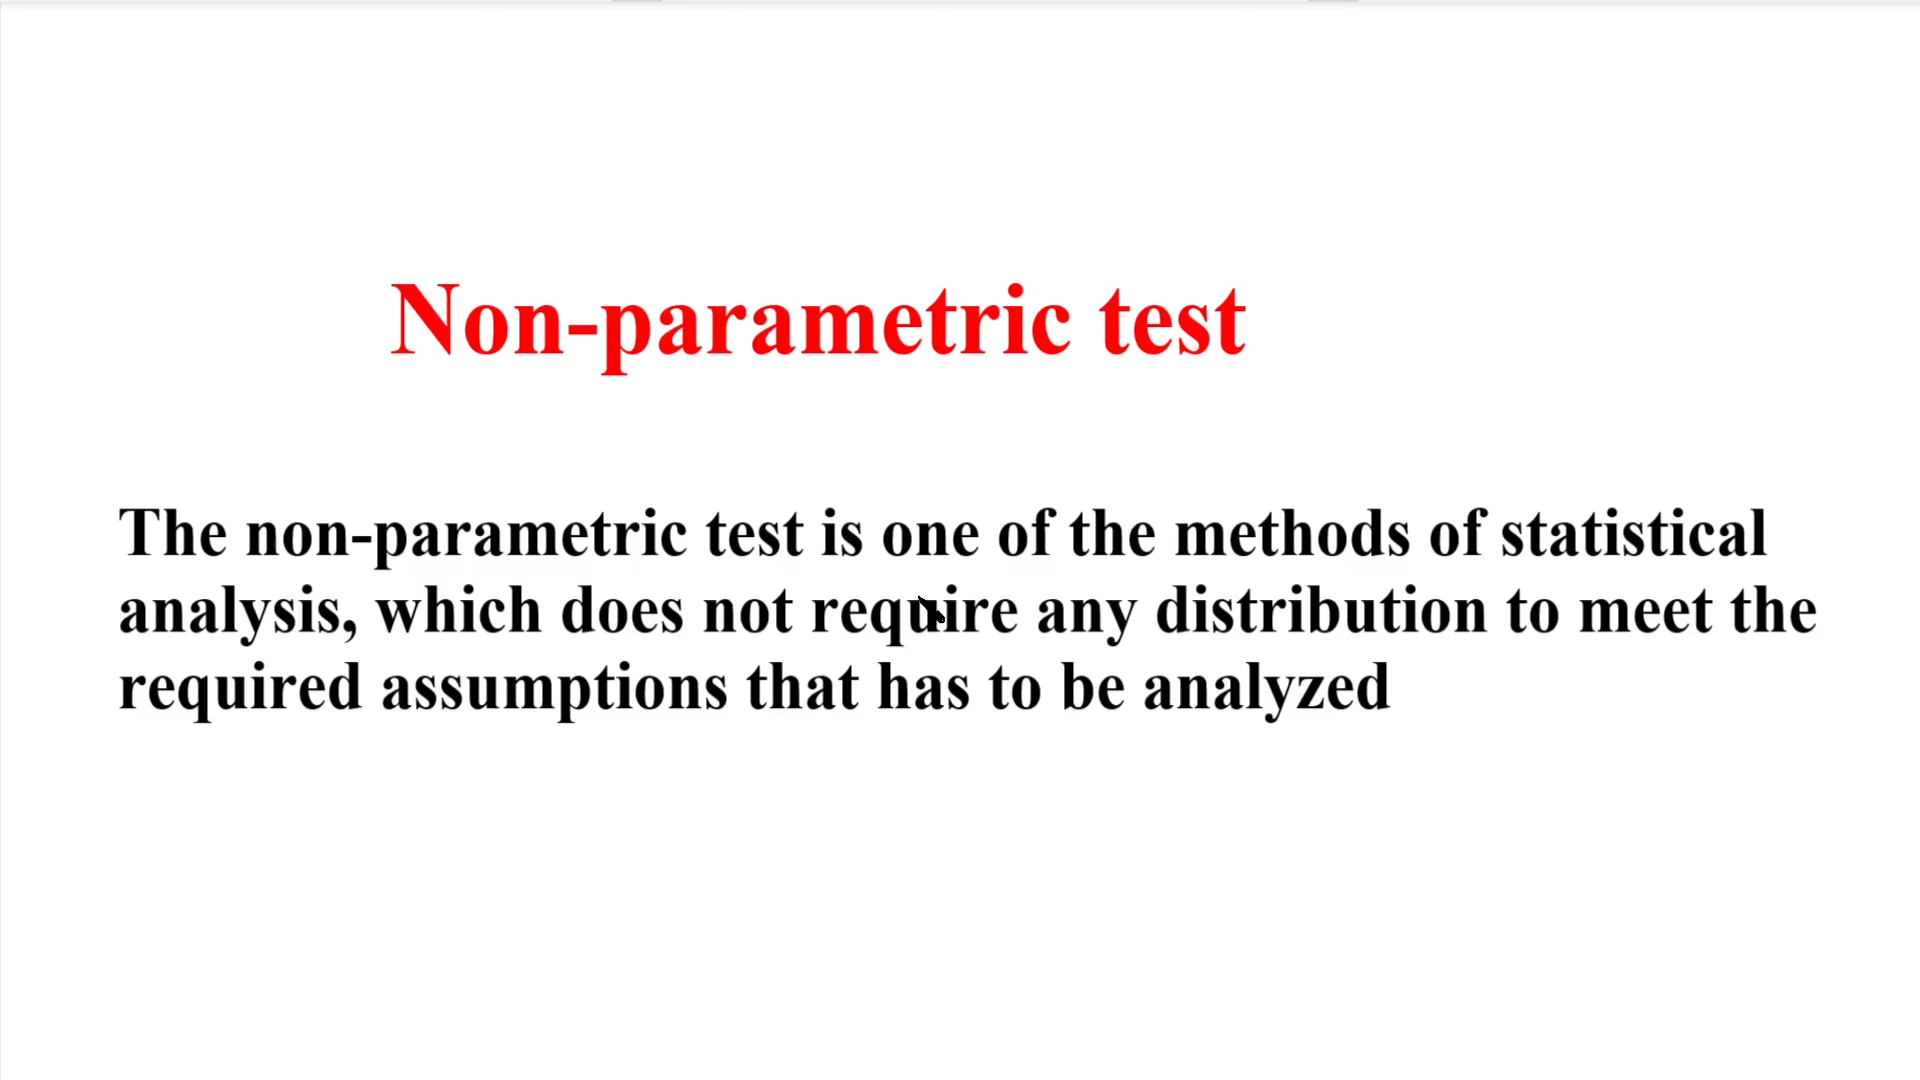 Non-parametric test
The non-parametric test is one of the methods of statistical
analysis, which does not require any distribution to meet the
required assumptions that has to be analyzed